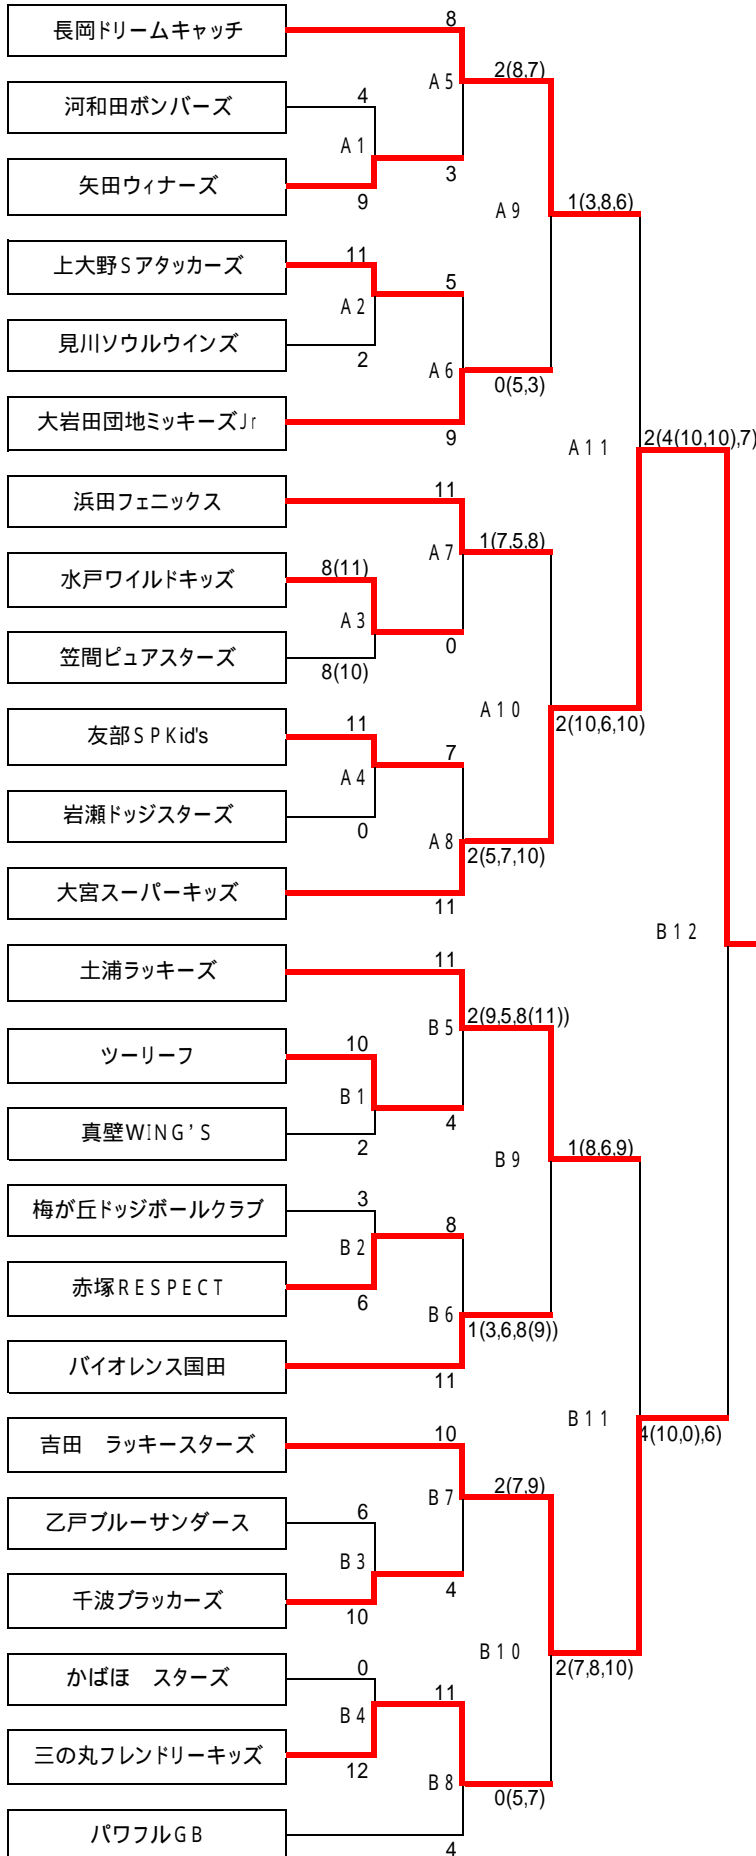 8
長岡ドリームキャッチ
2(8,7)
A5
4
河和田ボンバーズ
A1
3
矢田ウィナーズ
9
A9
1(3,8,6)
11
上大野Sアタッカーズ
5
A2
見川ソウルウインズ
2
A6
0(5,3)
大岩田団地ミッキーズJr
9
A11
2(4(10,10),7)
11
浜田フェニックス
1(7,5,8)
A7
8(11)
水戸ワイルドキッズ
A3
0
笠間ピュアスターズ
8(10)
A10
2(10,6,10)
11
友部SPKid's
7
A4
岩瀬ドッジスターズ
0
A8
2(5,7,10)
大宮スーパーキッズ
11
B12
11
土浦ラッキーズ
2(9,5,8(11))
B5
10
ツーリーフ
B1
4
真壁WING'S
2
B9
1(8,6,9)
3
梅が丘ドッジボールクラブ
8
B2
赤塚RESPECT
6
B6
1(3,6,8(9))
バイオレンス国田
11
B11
4(10,0),6)
10
吉田　ラッキースターズ
2(7,9)
B7
6
乙戸ブルーサンダース
B3
4
千波ブラッカーズ
10
B10
2(7,8,10)
0
かばほ　スターズ
11
B4
三の丸フレンドリーキッズ
12
B8
0(5,7)
パワフルGB
4